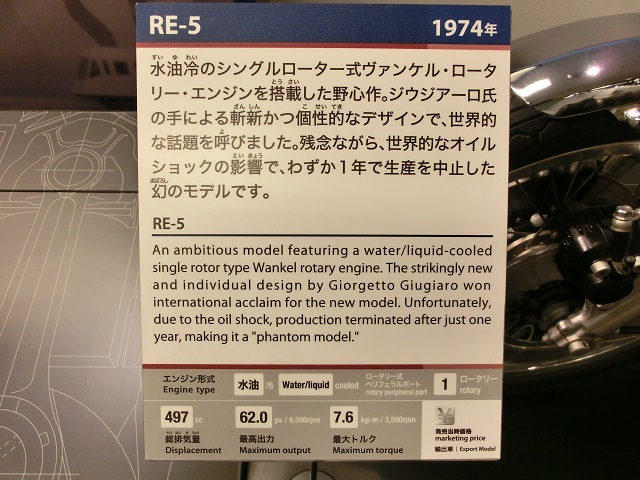 RE-5 1974年
水油冷のシングルローター式ヴァンケル・ロータ
リー・エンジンを搭載した野心作。ジウジアーロ氏
の手による斬新かつ個性的なデザインで、世界的
な話題を呼びました。残念ながら、世界的なオイル
ショックの影響で、わずか1年で生産を中止した
幻のモデルです。
RE-5
An ambitious model featuring a water/liquid-cooled
single rotor type Wankel rotary engine. The strikingly new
and individual design by Giorgetto Giugiaro won
international acclaim for the new model. Unfortunately,
due to the oil shock, production terminated after just one
year, making it a "phantom model."
エンジン形式
Engine type
水油 冷 Water/liquid cooled
ロータリー式
ペリフェラルポート
rotary peripheral port
1 ロータリー
rotary
497 cc
総排気量
Displacement
62.0 ps / 6,500rpm
最高出力
Maximum output
7.6 kg-m / 3,500rpm
最大トルク
Maximum torque
¥
発売当時価格
marketing price
輸出車 | Export Model